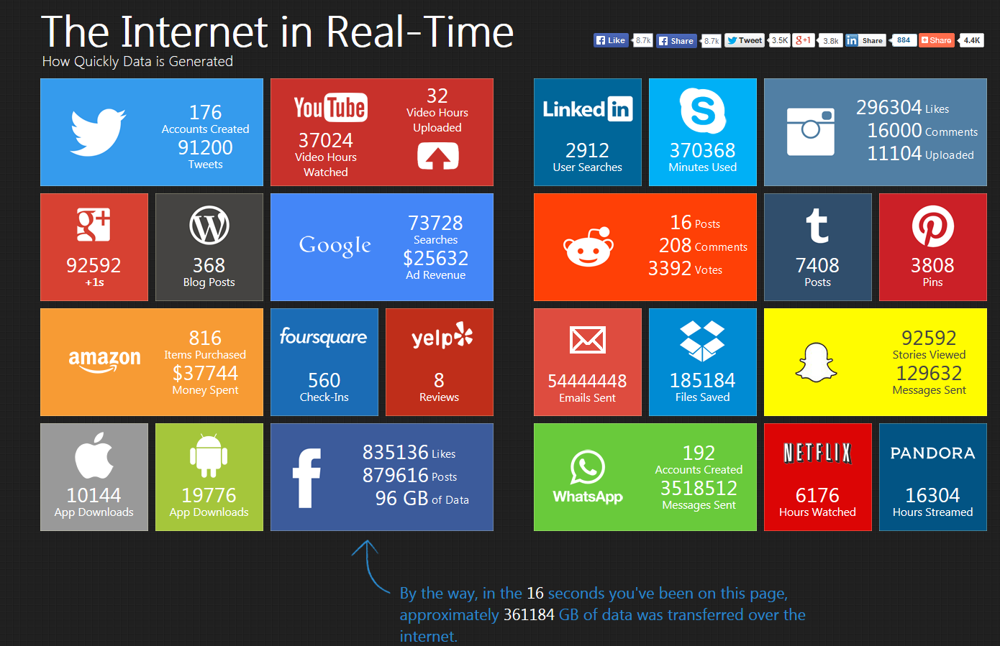 The Internet in Real-Time
How Quickly Data is Generated
Like 8.7k Share 8.7k Tweet 3.5K g+1 3.8k in Share 884 Share 4.4K
176
Accounts Created
91200
Tweets
YouTube
37024
Video Hours
Watched
32
Video Hours
Uploaded
Linked in
2912
User Searches
S
370368
Minutes Used
296304 Likes
16000 Comments
11104 Uploaded
g+
92592
+1s
W
368
Blog Posts
Google
73728
Searches
$25632
Ad Revenue
16 Posts
208 Comments
3392 Votes
t
7408
Posts
p
3808
Pins
amazon
816
Items Purchased
$37744
Money Spent
foursquare
560
Check-Ins
yelp
8
Reviews
54444448
Emails Sent
185184
Files Saved
92592
Stories Viewed
129632
Messages Sent
10144
App Downloads
19776
App Downloads
f
835136 Likes
879616 Posts
96 GB of Data
WhatsApp
192
Accounts Created
3518512
Messages Sent
NETFLIX
6176
Hours Watched
PANDORA
16304
Hours Streamed
By the way, in the 16 seconds you've been on this page,
approximately 361184 GB of data was transferred over the
internet.